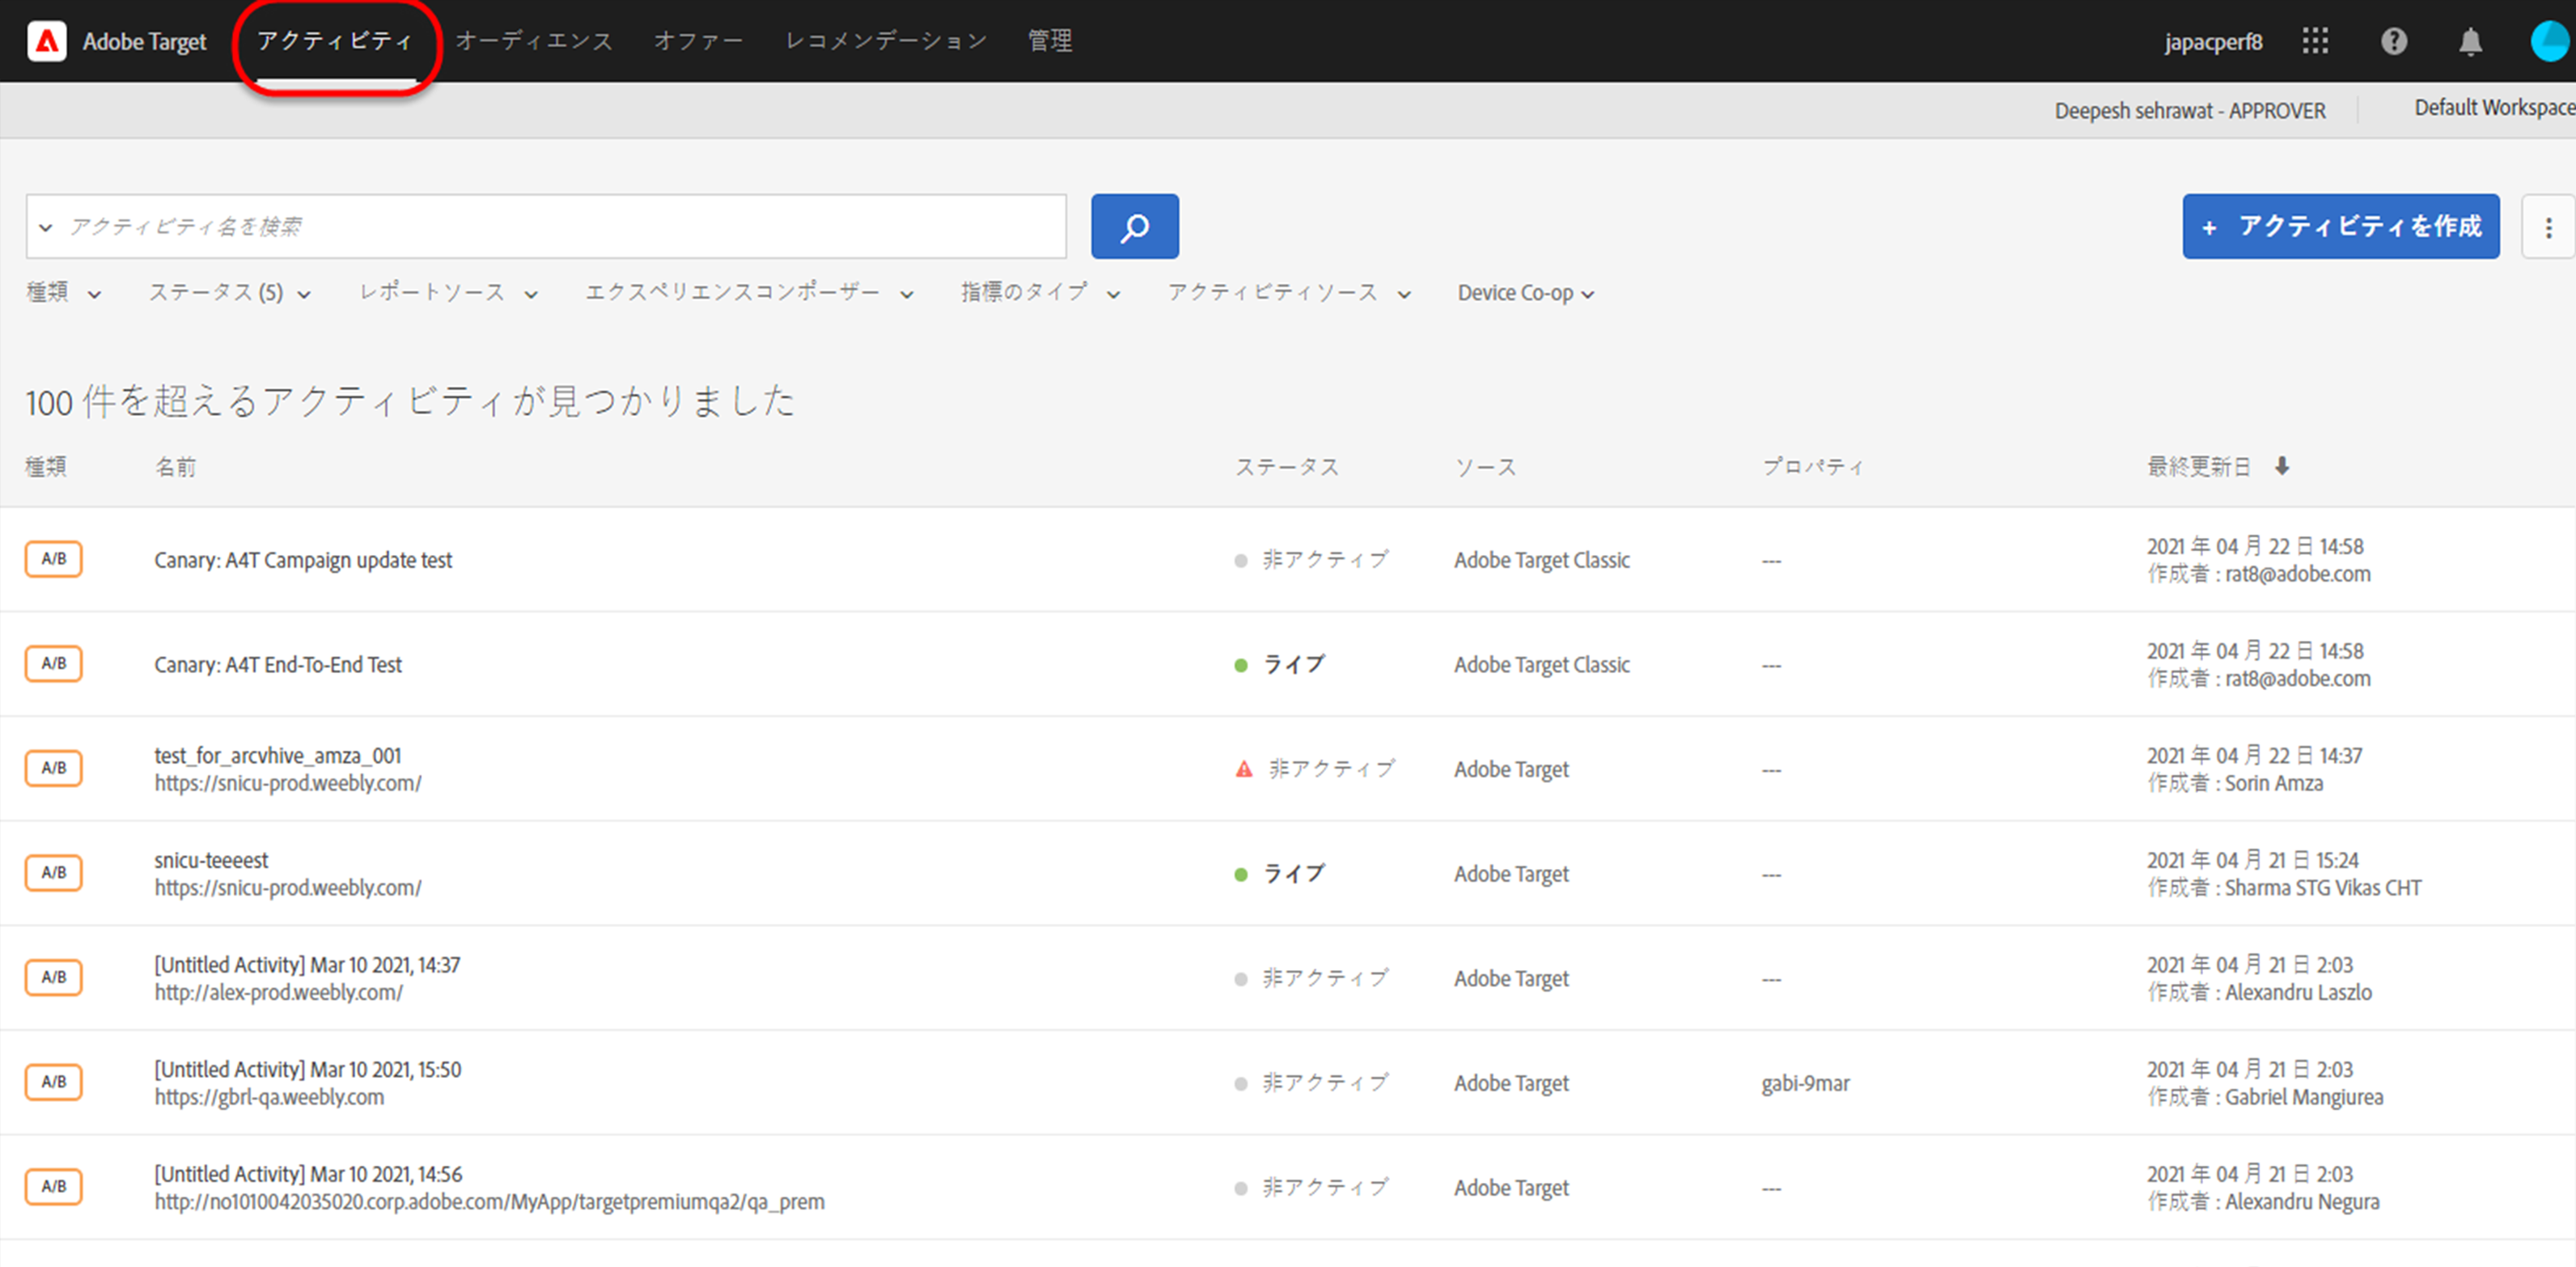 Adobe Target アクティビティ オーディエンス オファー レコメンデーション 管理 japacperf8
Deepesh sehrawat - APPROVER Default Workspace
アクティビティ名を検索 + アクティビティを作成
種類 ステータス (5) レポートソース エクスペリエンスコンポーザー 指標のタイプ アクティビティソース Device Co-op
100 件を超えるアクティビティが見つかりました
種類 名前 ステータス ソース プロパティ 最終更新日
A/B Canary: A4T Campaign update test 非アクティブ Adobe Target Classic --- 2021 年 04 月 22 日 14:58
作成者 : rat8@adobe.com
A/B Canary: A4T End-To-End Test ライブ Adobe Target Classic --- 2021 年 04 月 22 日 14:58
作成者 : rat8@adobe.com
A/B test_for_arcvhive_amza_001 非アクティブ Adobe Target --- 2021 年 04 月 22 日 14:37
https://snicu-prod.weebly.com/ 作成者 : Sorin Amza
A/B snicu-teeeest ライブ Adobe Target --- 2021 年 04 月 21 日 15:24
https://snicu-prod.weebly.com/ 作成者 : Sharma STG Vikas CHT
A/B [Untitled Activity] Mar 10 2021, 14:37 非アクティブ Adobe Target --- 2021 年 04 月 21 日 2:03
http://alex-prod.weebly.com/ 作成者 : Alexandru Laszlo
A/B [Untitled Activity] Mar 10 2021, 15:50 非アクティブ Adobe Target gabi-9mar 2021 年 04 月 21 日 2:03
https://gbrl-qa.weebly.com 作成者 : Gabriel Mangiurea
A/B [Untitled Activity] Mar 10 2021, 14:56 非アクティブ Adobe Target --- 2021 年 04 月 21 日 2:03
http://no1010042035020.corp.adobe.com/MyApp/targetpremiumqa2/qa_prem 作成者 : Alexandru Negura